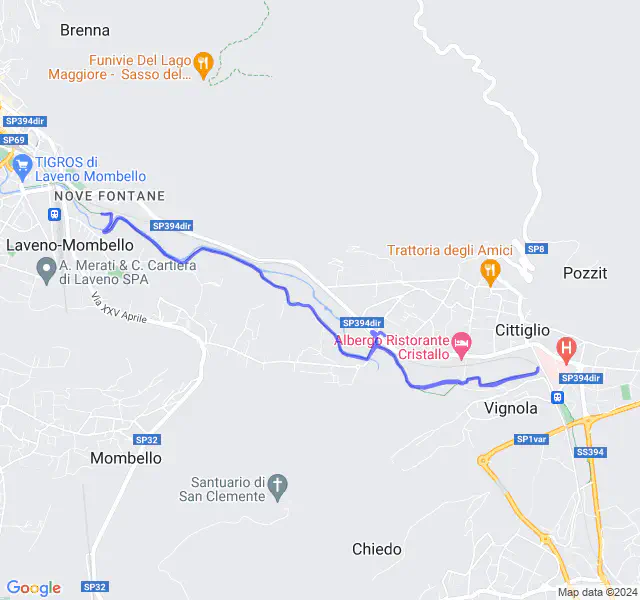 Brenna
Funivie Del Lago
Maggiore - Sasso del...
SP394dir
SP69
TIGROS di
Laveno Mombello
NOVE FONTANE
SP394dir
Laveno-Mombello
A. Merati & C. Cartiera
di Laveno SPA
Via XXV Aprile
Trattoria degli Amici
SP8
Pozzit
SP394dir
Cittiglio
Albergo Ristorante
Cristallo
H
SP394dir
Vignola
SP32
SP1var
SS394
Mombello
Santuario di
San Clemente
Chiedo
SP32
Google
Map data ©2024